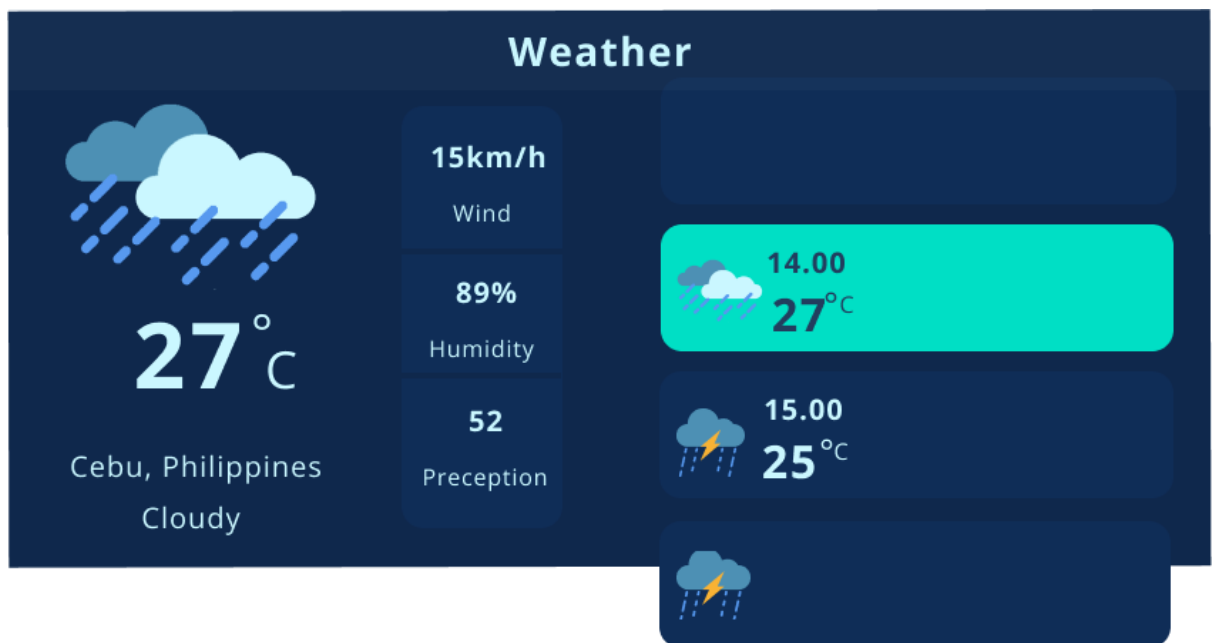 Weather
27°C
Cebu, Philippines
Cloudy
15km/h
Wind
89%
Humidity
52
Preception
14.00
27°C
15.00
25°C